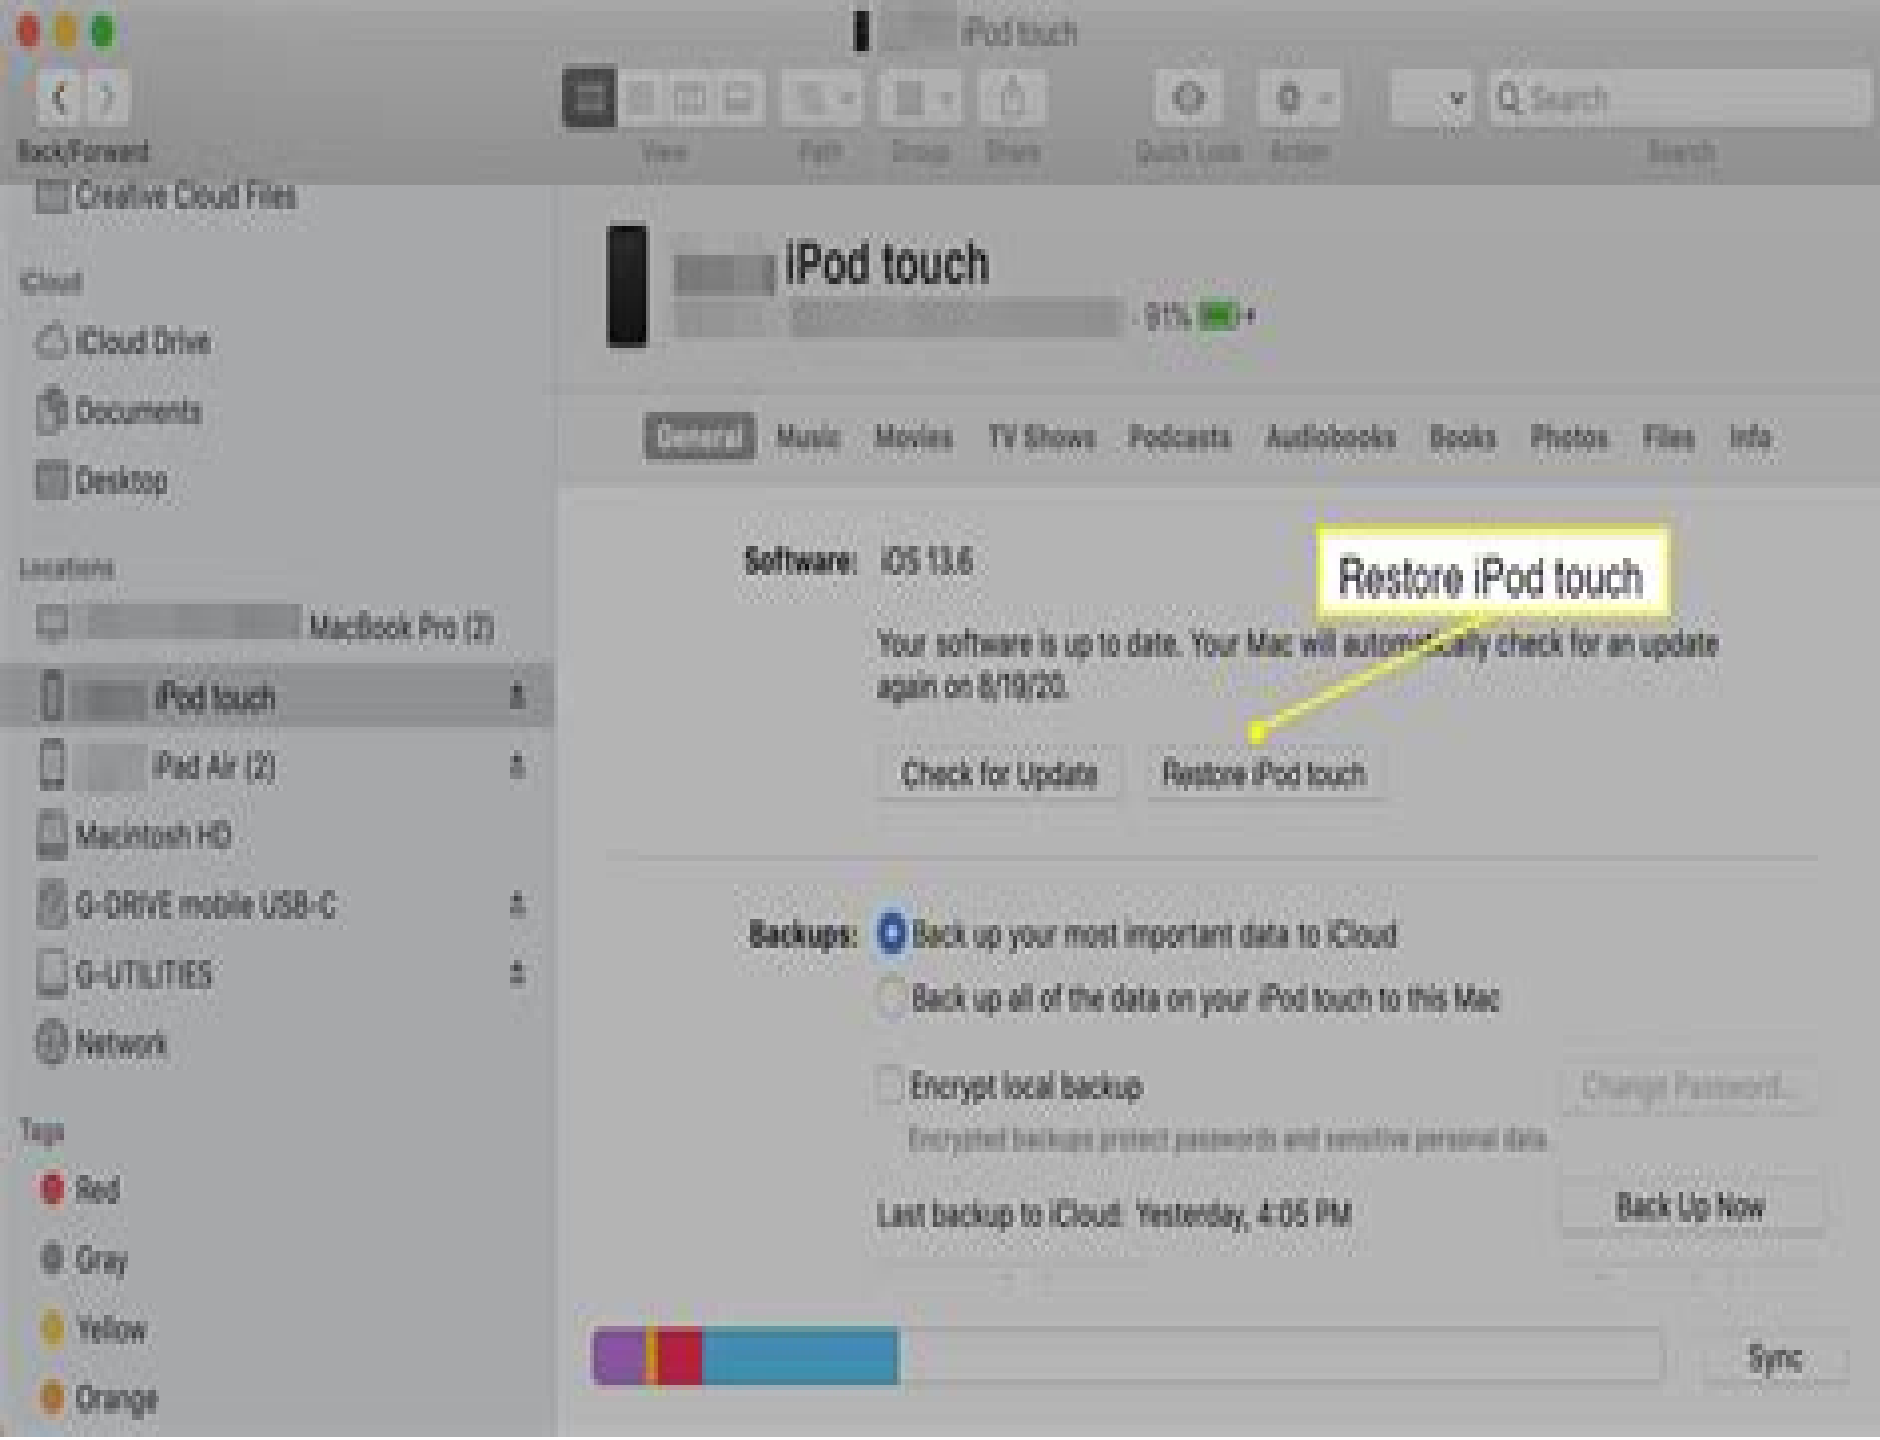 iPod touch
Search
Back/Forward
View
Path
Group
Share
Quick Look
Action
Search
Creative Cloud Files
iCloud
iCloud Drive
Documents
Desktop
Locations
MacBook Pro (2)
iPod touch
iPad Air (2)
Macintosh HD
G-DRIVE mobile USB-C
G-UTILITIES
Network
Tags
Red
Gray
Yellow
Orange
iPod touch
91%
General Music Movies TV Shows Podcasts Audiobooks Books Photos Files Info
Software: iOS 13.6
Restore iPod touch
Your software is up to date. Your Mac will automatically check for an update
again on 8/19/20.
Check for Update Restore iPod touch
Backups: Back up your most important data to iCloud
Back up all of the data on your iPod touch to this Mac
Encrypt local backup Change Password...
Encrypted backups protect passwords and sensitive personal data.
Last backup to iCloud: Yesterday, 4:05 PM Back Up Now
Sync